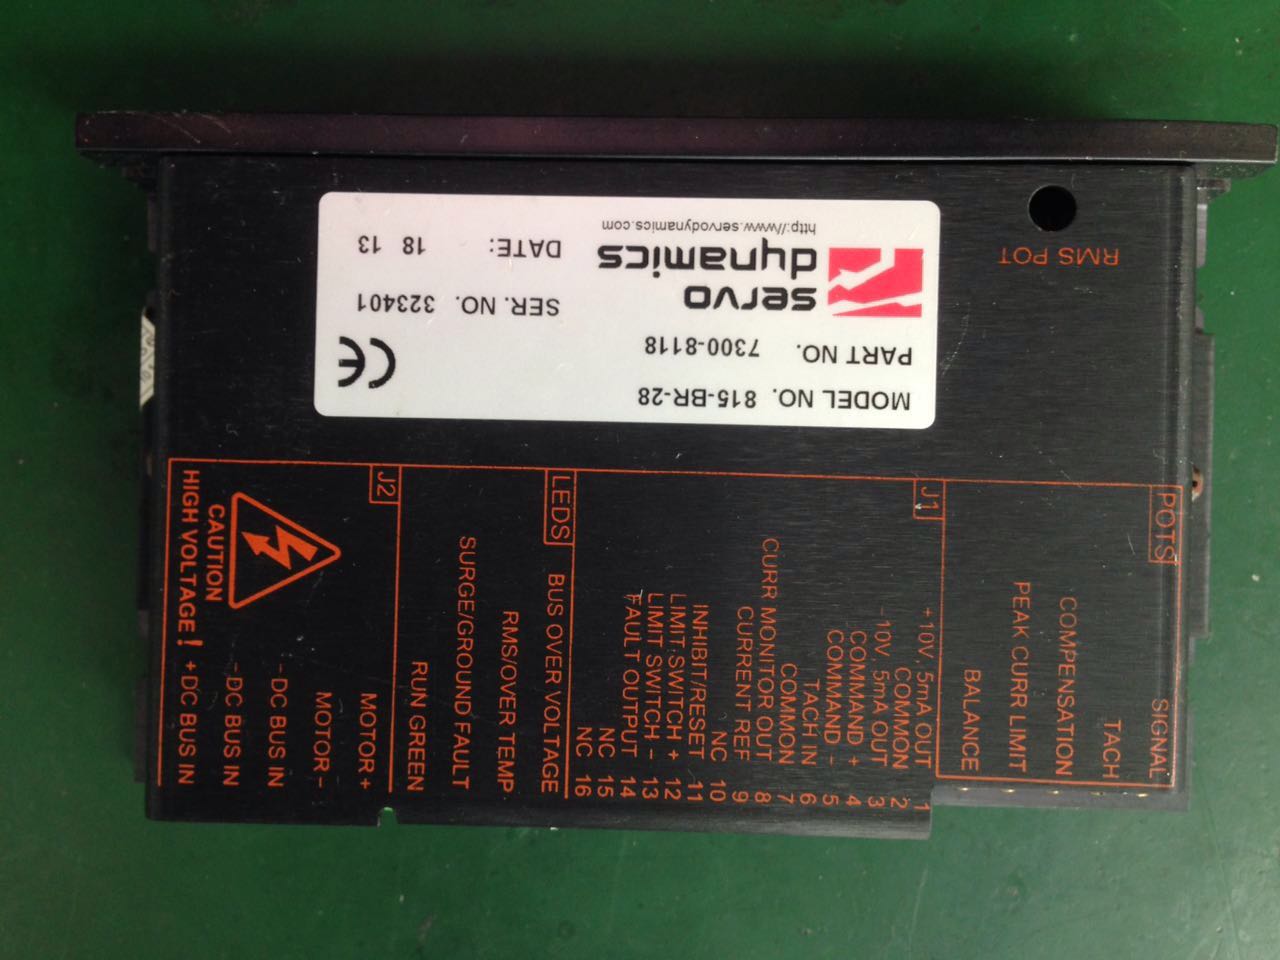 MODEL NO. 815-BR-28
PART NO. 7300-8118
CE
servo
dynamics
http://www.servodynamics.com
SER. NO. 323401
DATE: 18 13
RMS POT
POTS
SIGNAL
TACH
COMPENSATION
PEAK CURR LIMIT
BALANCE
J1
+10V, 5mA OUT 1
COMMON 2
-10V, 5mA OUT 3
COMMAND + 4
COMMAND - 5
TACH IN 6
COMMON 7
CURR MONITOR OUT 8
CURRENT REF 9
NC 10
INHIBIT/RESET 11
LIMIT SWITCH + 12
LIMIT SWITCH - 13
FAULT OUTPUT 14
NC 15
NC 16
LEDS
BUS OVER VOLTAGE
RMS/OVER TEMP
SURGE/GROUND FAULT
RUN GREEN
J2
MOTOR+
MOTOR-
-DC BUS IN
-DC BUS IN
+DC BUS IN
CAUTION
HIGH VOLTAGE!